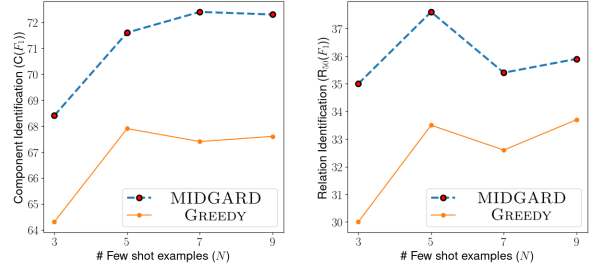 Component Identification (C(F₁))
72
71
70
69
68
67
66
65
64
3 5 7 9
# Few shot examples (N)
MIDGARD
GREEDY
Relation Identification (R₅₀(F₁))
37
36
35
34
33
32
31
30
3 5 7 9
# Few shot examples (N)
MIDGARD
GREEDY